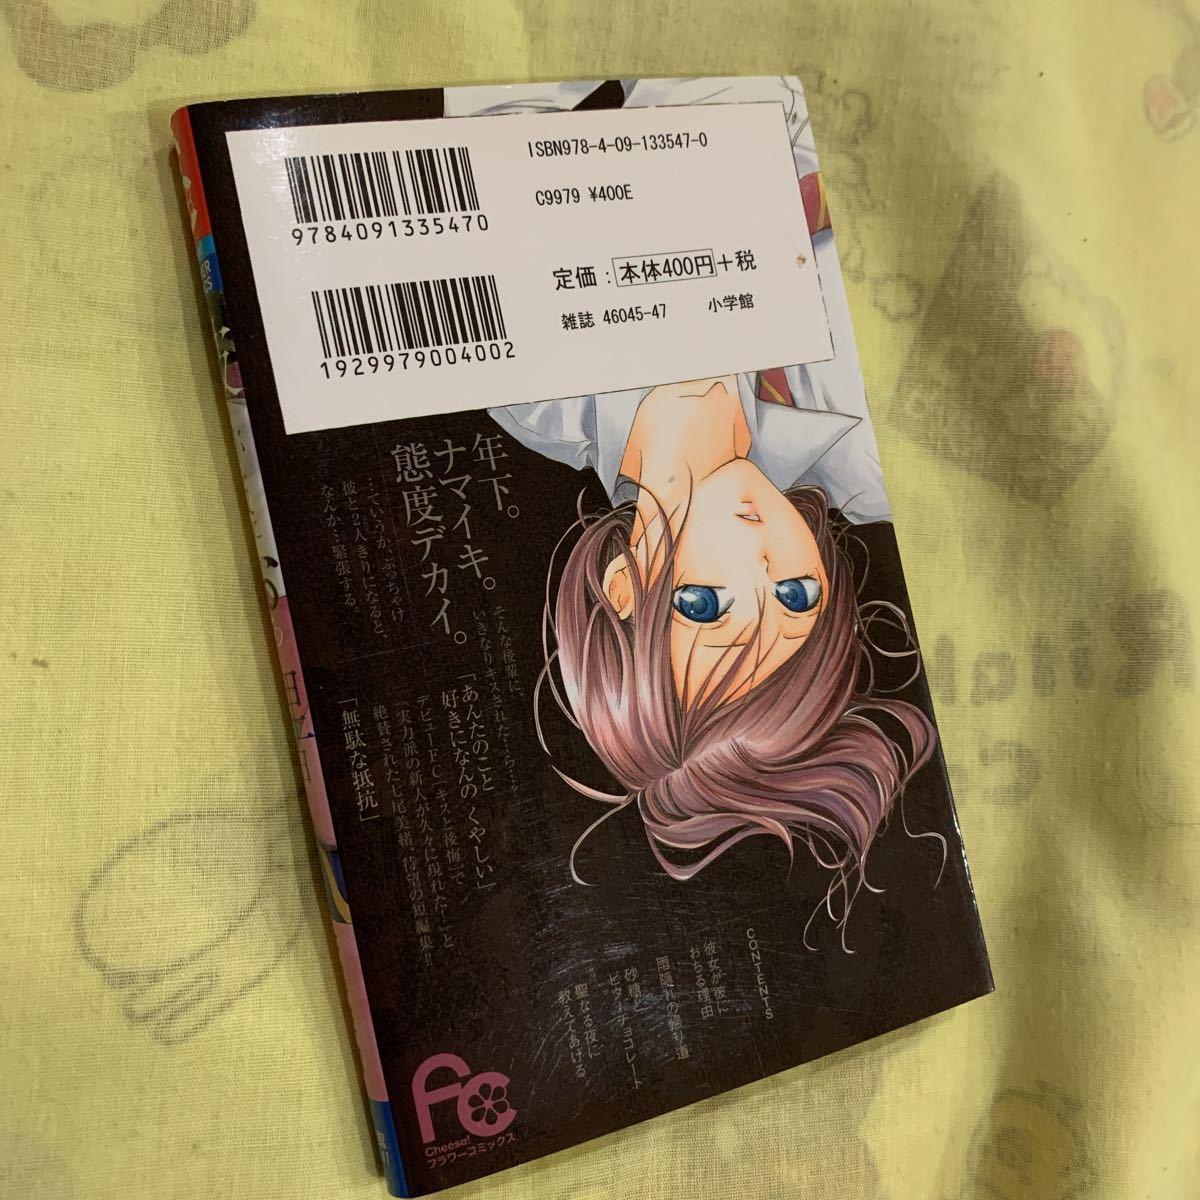 ISBN978-4-09-133547-0
C9979 ¥400E
9784091335470
定価：本体400円+税
雑誌 46045-47
小学館
1929979004002
年下。
ナマイキ。
態度デカイ。
…ていうか、ぶっちゃけ
彼と2人きりになると、
なんか…緊張する。
そんな後輩に、
いきなりキスされた…ら…?
「あんたのこと
好きになんの くやしい」
デビューFC「キスと後悔」で
「実力派の新人が久々に現れた!」と
絶賛された七尾美緒、待望の短編集!!
「無駄な抵抗」
CONTENTS
彼女が彼に
おちる理由
雨隠れの帰り道
砂糖と
ビターチョコレート
聖なる夜に
教えてあげる
FC
Cheese!
フラワーコミックス